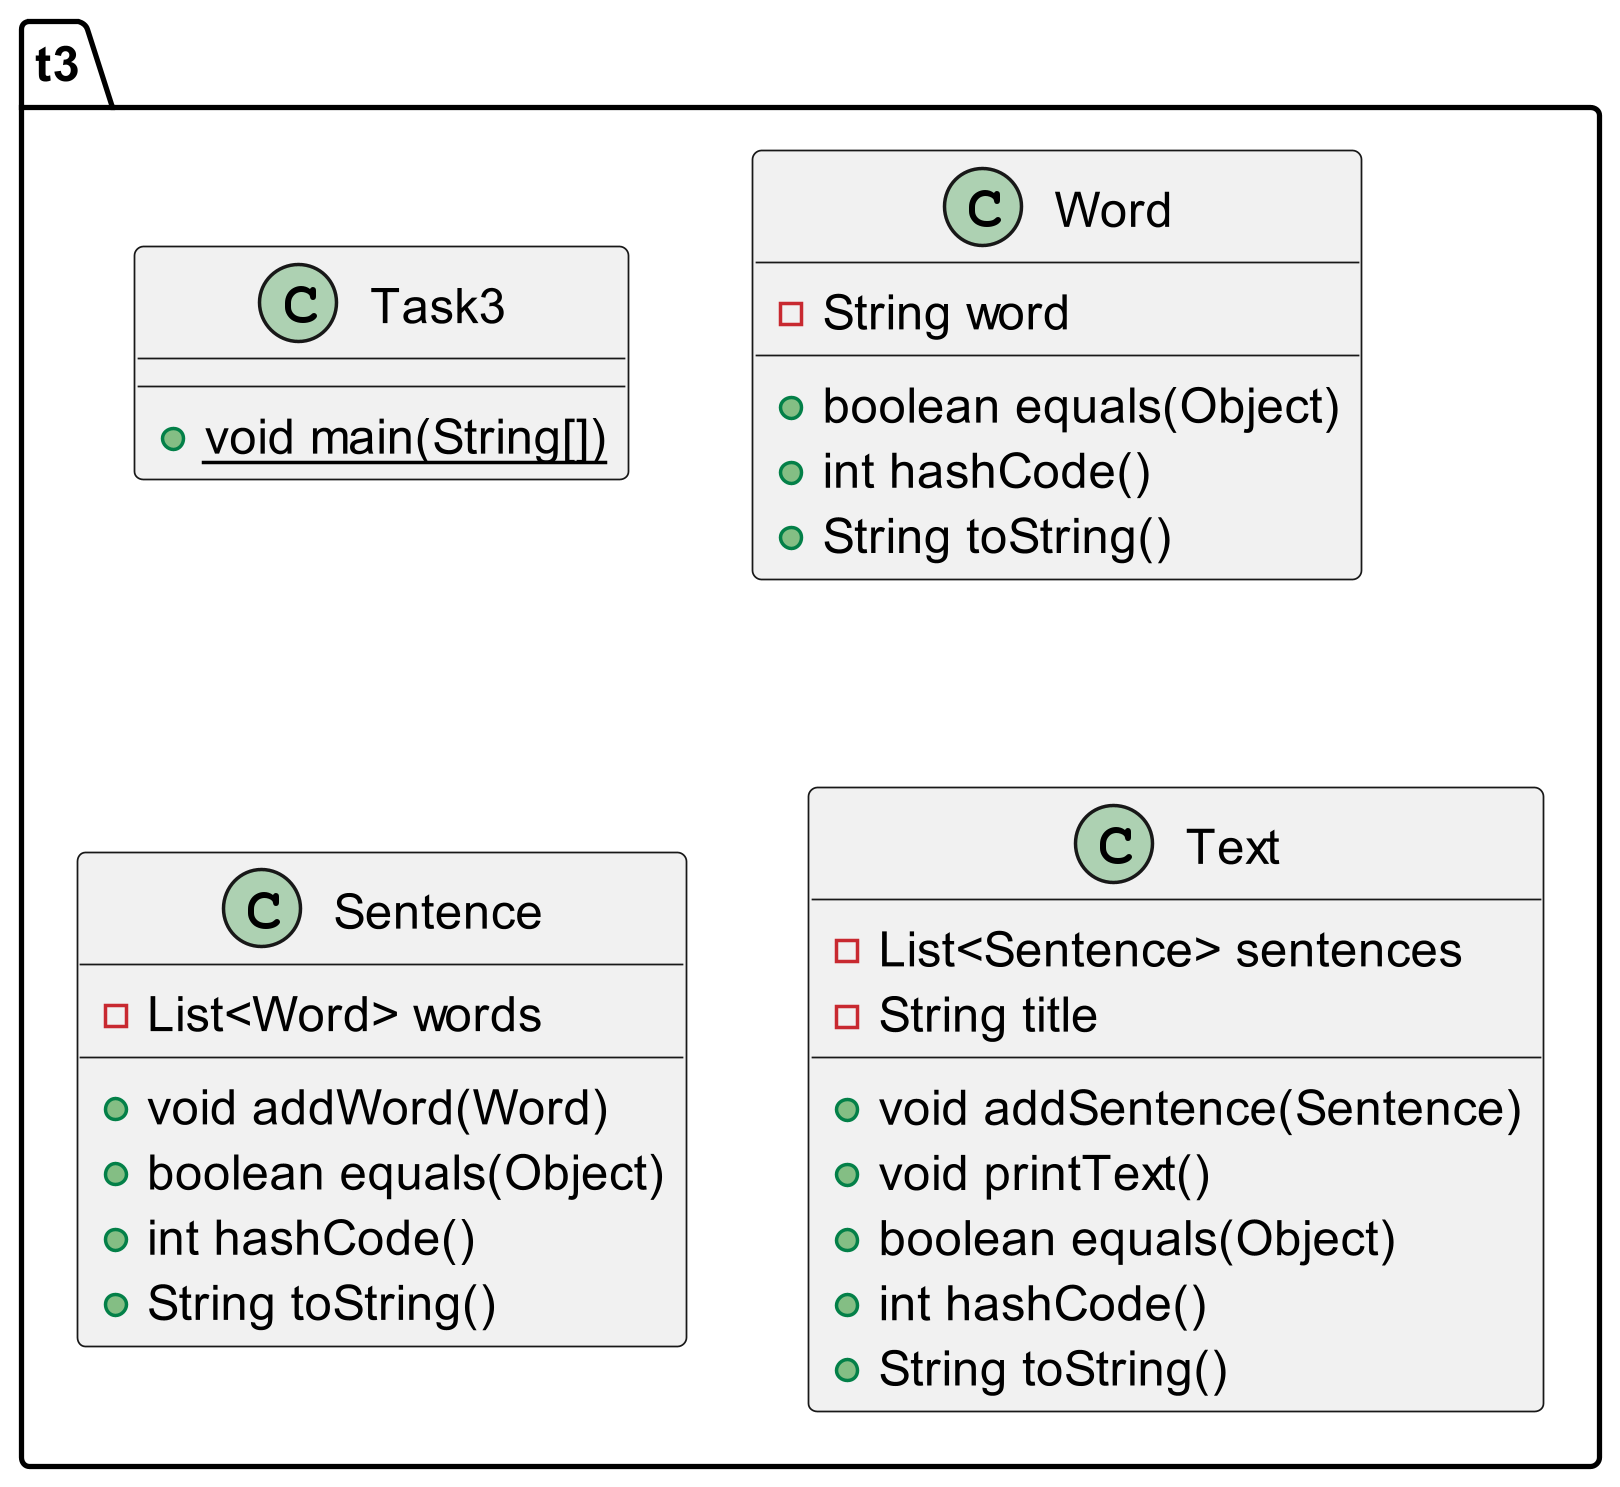 t3
C Task3
void main(String[])
C Word
String word
boolean equals(Object)
int hashCode()
String toString()
C Sentence
List<Word> words
void addWord(Word)
boolean equals(Object)
int hashCode()
String toString()
C Text
List<Sentence> sentences
String title
void addSentence(Sentence)
void printText()
boolean equals(Object)
int hashCode()
String toString()